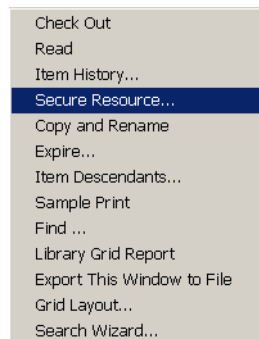 Check Out
Read
Item History...
Secure Resource...
Copy and Rename
Expire...
Item Descendants...
Sample Print
Find ...
Library Grid Report
Export This Window to File
Grid Layout...
Search Wizard...